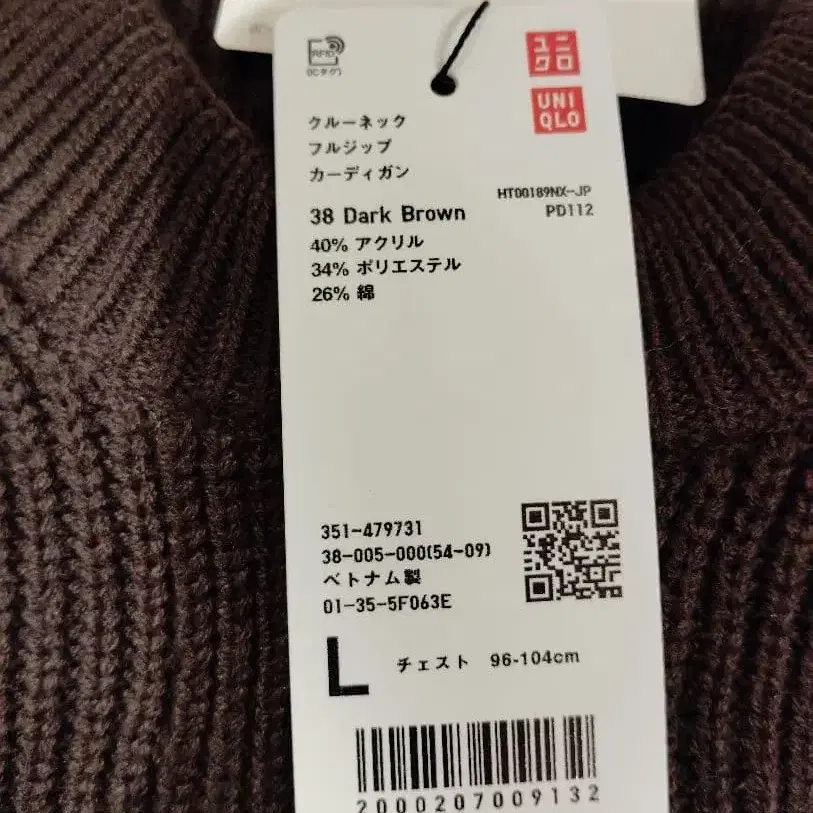 RFID
(ICタグ)
ユニ
クロ
UNI
QLO
クルーネック
フルジップ
カーディガン
HT00189NX-JP
PD112
38 Dark Brown
40% アクリル
34% ポリエステル
26% 綿
351-479731
38-005-000(54-09)
ベトナム製
01-35-5F063E
L チェスト 96-104cm
2000207009132